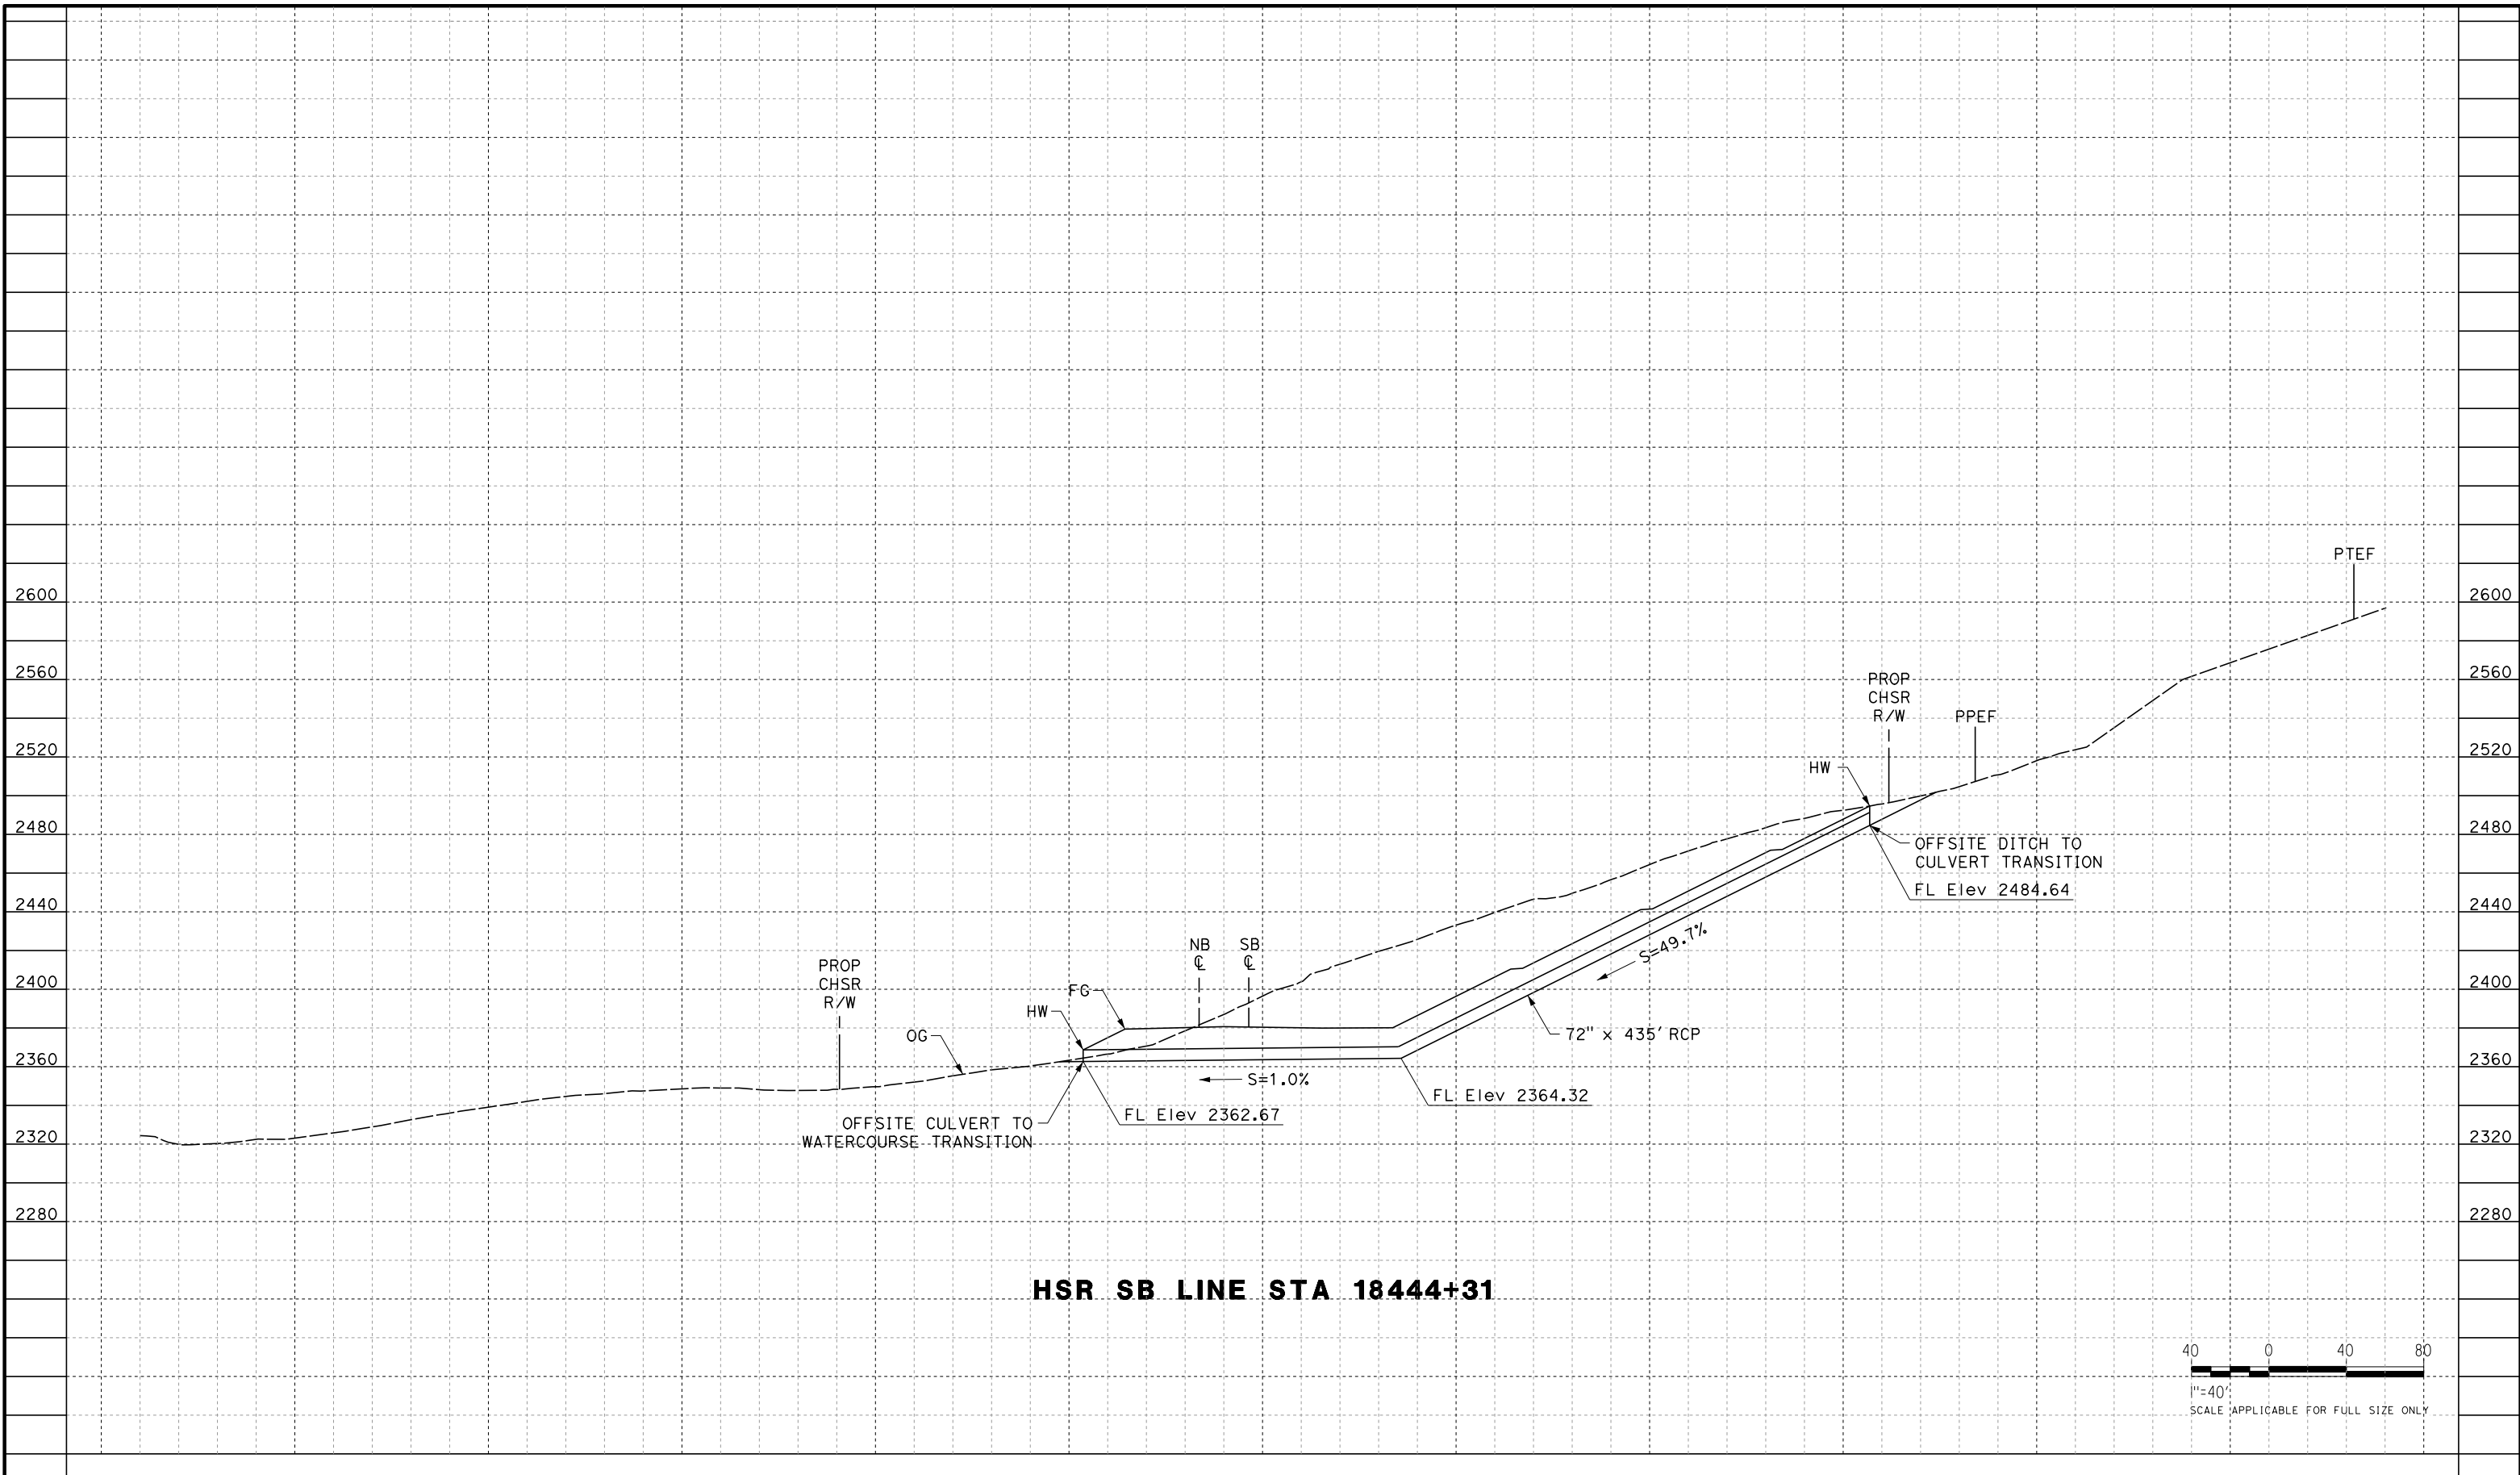 PTEF
2600
2600
PROP
CHSR
R/W
PPEF
2560
2560
2520
2520
HW
2480
2480
OFFSITE DITCH TO
CULVERT TRANSITION
FL Elev 2484.64
2440
2440
S=49.7%
NB
℄
SB
℄
PROP
CHSR
R/W
2400
2400
FG
HW
OG
72" x 435' RCP
2360
2360
S=1.0%
FL Elev 2364.32
FL Elev 2362.67
OFFSITE CULVERT TO
WATERCOURSE TRANSITION
2320
2320
2280
2280
HSR SB LINE STA 18444+31
40 0 40 80
1"=40'
SCALE APPLICABLE FOR FULL SIZE ONLY